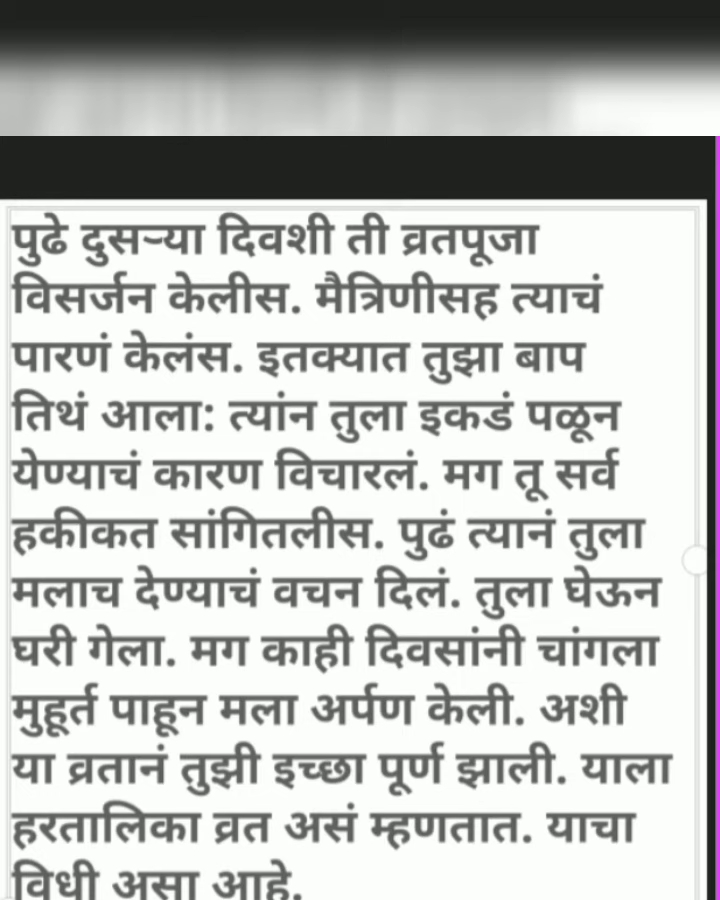 पुढे दुसऱ्या दिवशी ती व्रतपूजा
विसर्जन केलीस. मैत्रिणीसह त्याचं
पारणं केलंस. इतक्यात तुझा बाप
तिथं आला: त्यांन तुला इकडं पळून
येण्याचं कारण विचारलं. मग तू सर्व
हकीकत सांगितलीस. पुढं त्यानं तुला
मलाच देण्याचं वचन दिलं. तुला घेऊन
घरी गेला. मग काही दिवसांनी चांगला
मुहूर्त पाहून मला अर्पण केली. अशी
या व्रतानं तुझी इच्छा पूर्ण झाली. याला
हरतालिका व्रत असं म्हणतात. याचा
विधी असा आहे.